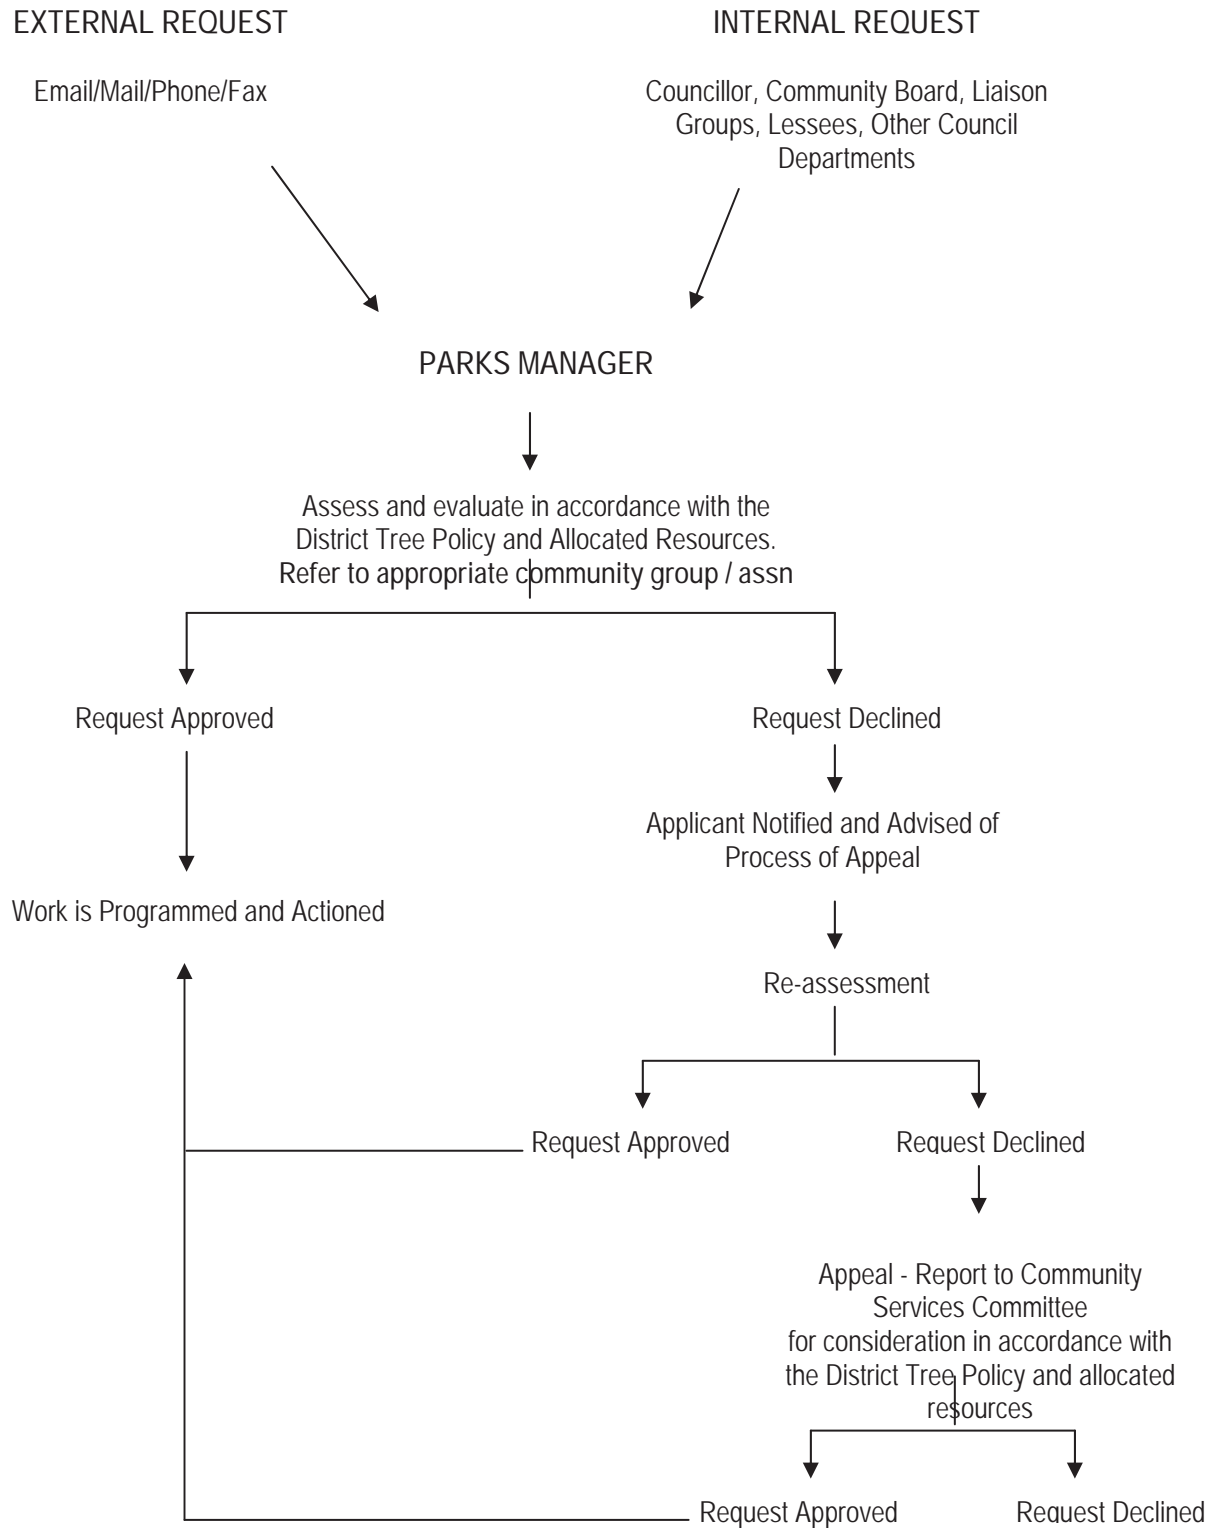 EXTERNAL REQUEST
INTERNAL REQUEST
Email/Mail/Phone/Fax
Councillor, Community Board, Liaison
Groups, Lessees, Other Council
Departments
PARKS MANAGER
Assess and evaluate in accordance with the
District Tree Policy and Allocated Resources.
Refer to appropriate community group / assn
Request Approved
Request Declined
Applicant Notified and Advised of
Process of Appeal
Work is Programmed and Actioned
Re-assessment
Request Approved
Request Declined
Appeal - Report to Community
Services Committee
for consideration in accordance with
the District Tree Policy and allocated
resources
Request Approved
Request Declined